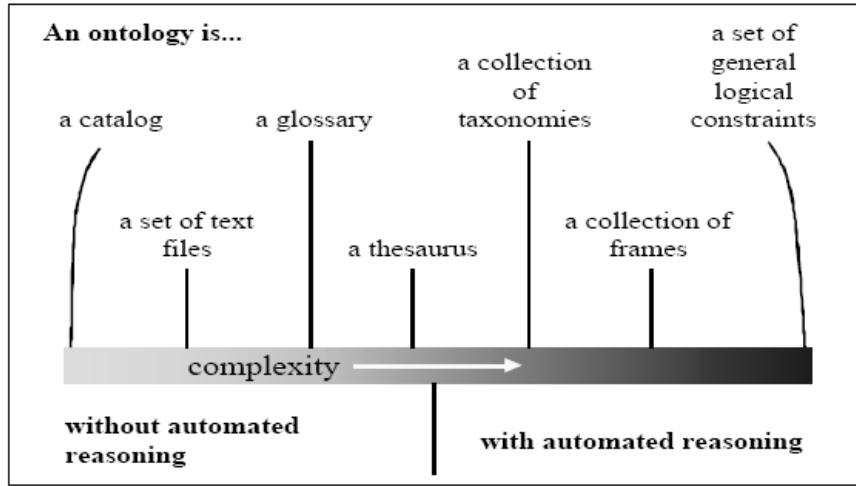 An ontology is...
a catalog
a set of text
files
a glossary
a thesaurus
a collection
of
taxonomies
a collection of
frames
a set of
general
logical
constraints
complexity
without automated
reasoning
with automated reasoning